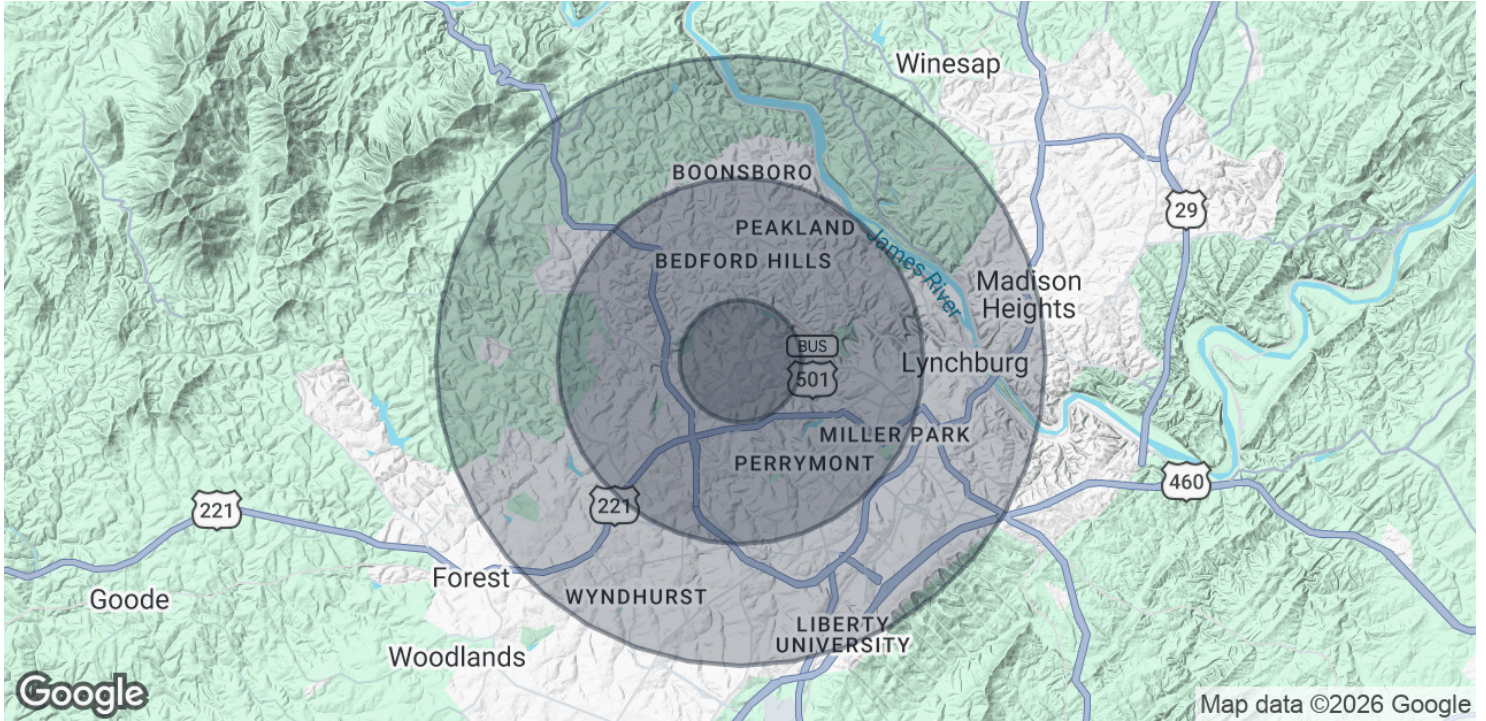 Winesap
BOONSBORO
29
PEAKLAND
James River
BEDFORD HILLS
Madison
Heights
BUS
501
Lynchburg
MILLER PARK
PERRYMONT
460
221
221
Forest
Goode
WYNDHURST
LIBERTY
UNIVERSITY
Woodlands
Google
Map data ©2026 Google